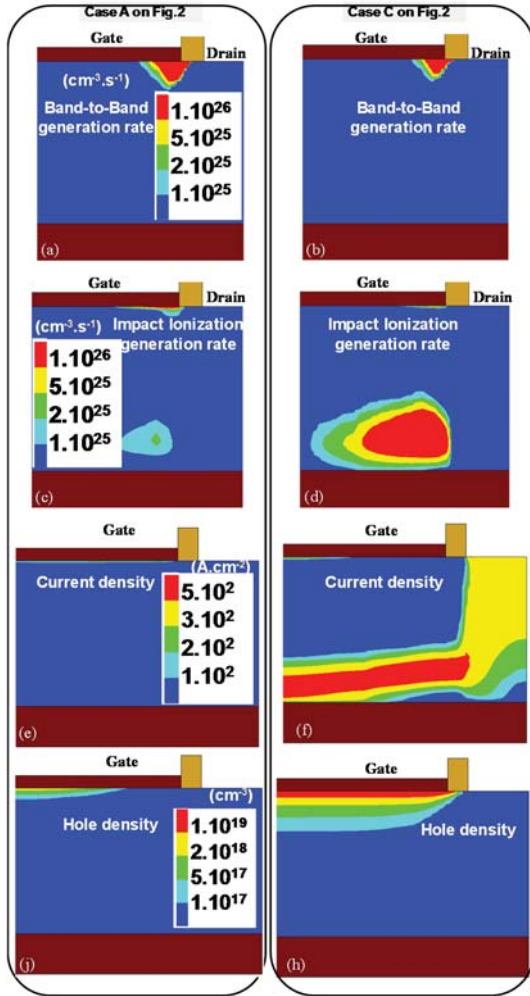 Case A on Fig.2
Gate
Drain
(cm⁻³.s⁻¹)
Band-to-Band
generation rate
1.10²⁶
5.10²⁵
2.10²⁵
1.10²⁵
(a)
Gate
Drain
(cm⁻³.s⁻¹)
Impact Ionization
generation rate
1.10²⁶
5.10²⁵
2.10²⁵
1.10²⁵
(c)
Gate
(A.cm⁻²)
Current density
5.10²
3.10²
2.10²
1.10²
(e)
Gate
(cm⁻³)
Hole density
1.10¹⁹
2.10¹⁸
5.10¹⁷
1.10¹⁷
(j)
Case C on Fig.2
Gate
Drain
Band-to-Band
generation rate
(b)
Gate
Drain
Impact Ionization
generation rate
(d)
Gate
Current density
(f)
Gate
Hole density
(h)